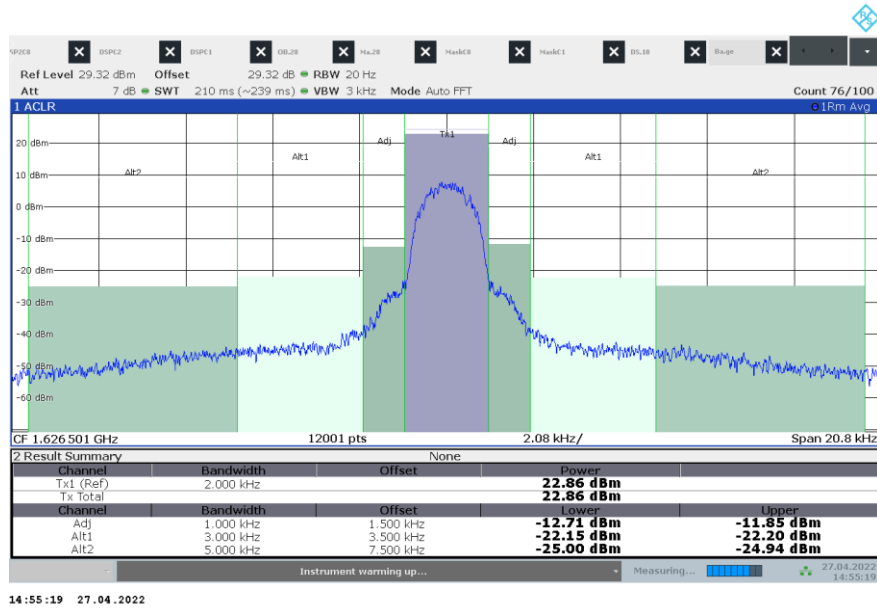 SP2C8 DSPC2 DSPC1 OB.20 Ma.20 MaskC0 MaskC1 DS.10
Ref Level 29.32 dBm Offset 29.32 dB RBW 20 Hz
Att 7 dB SWT 210 ms (~239 ms) VBW 3 kHz Mode Auto FFT Count 76/100
1 ACLR 1Rm Avg
Tx1
20 dBm Adj Adj
Alt1 Alt1
10 dBm Alt2 Alt2
0 dBm
-10 dBm
-20 dBm
-30 dBm
-40 dBm
-50 dBm
-60 dBm
CF 1.626 501 GHz 12001 pts 2.08 kHz/ Span 20.8 kHz
2 Result Summary None
Channel Bandwidth Offset Power
Tx1 (Ref) 2.000 kHz 22.86 dBm
Tx Total 22.86 dBm
Channel Bandwidth Offset Lower Upper
Adj 1.000 kHz 1.500 kHz -12.71 dBm -11.85 dBm
Alt1 3.000 kHz 3.500 kHz -22.15 dBm -22.20 dBm
Alt2 5.000 kHz 7.500 kHz -25.00 dBm -24.94 dBm
Instrument warming up... Measuring... 27.04.2022
14:55:19
14:55:19 27.04.2022